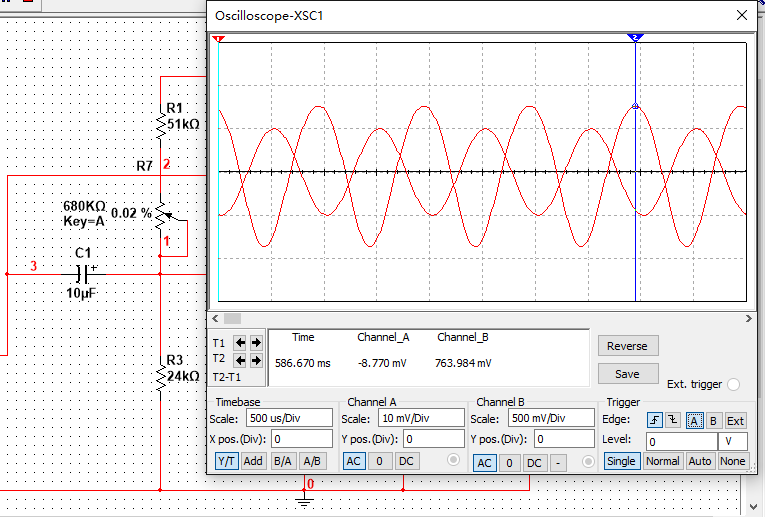 Oscilloscope-XSC1
1
2
R1
51kΩ
R7
2
680KΩ
0.02 %
Key=A
1
C1
3
+
10µF
R3
24kΩ
0
T1
T2
T2-T1
Time Channel_A Channel_B
586.670 ms -8.770 mV 763.984 mV
Reverse
Save
Ext. trigger
Timebase
Scale: 500 us/Div
X pos.(Div): 0
Y/T Add B/A A/B
Channel A
Scale: 10 mV/Div
Y pos.(Div): 0
AC 0 DC
Channel B
Scale: 500 mV/Div
Y pos.(Div): 0
AC 0 DC -
Trigger
Edge: A B Ext
Level: 0 V
Single Normal Auto None